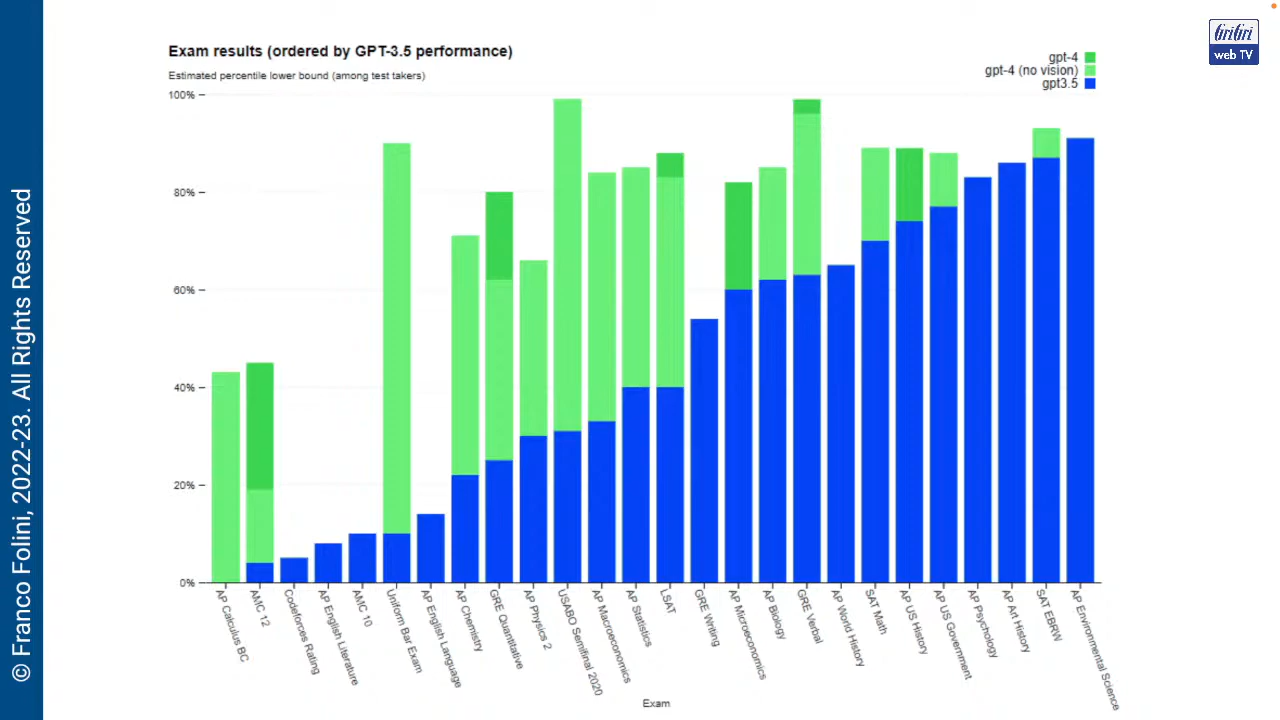 Exam results (ordered by GPT-3.5 performance)
Estimated percentile lower bound (among test takers)
gpt-4
gpt-4 (no vision)
gpt3.5
100%
80%
60%
40%
20%
0%
AP Calculus BC
AMC 12
Codeforces Rating
AP English Literature
AMC 10
Uniform Bar Exam
AP English Language
AP Chemistry
GRE Quantitative
AP Physics 2
USABO Semifinal 2020
AP Macroeconomics
AP Statistics
LSAT
GRE Writing
AP Microeconomics
AP Biology
GRE Verbal
AP World History
SAT Math
AP US History
AP US Government
AP Psychology
AP Art History
SAT EBRW
AP Environmental Science
Exam
© Franco Folini, 2022-23. All Rights Reserved
GiriGiri
web TV